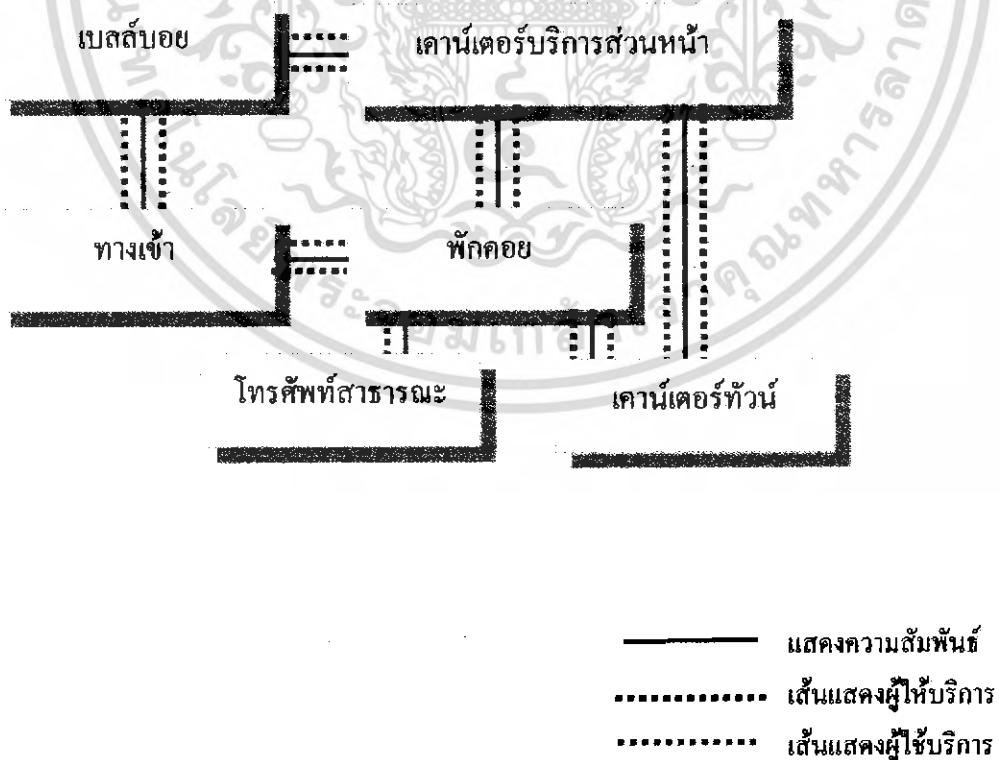 เบสล์บอย
เคาน์เตอร์บริการส่วนหน้า
ทางเข้า
พักคอย
โทรศัพท์สาธารณะ
เคาน์เตอร์ทัวน์
แสดงความสัมพันธ์
เส้นแสดงผู้ให้บริการ
เส้นแสดงผู้ใช้บริการ